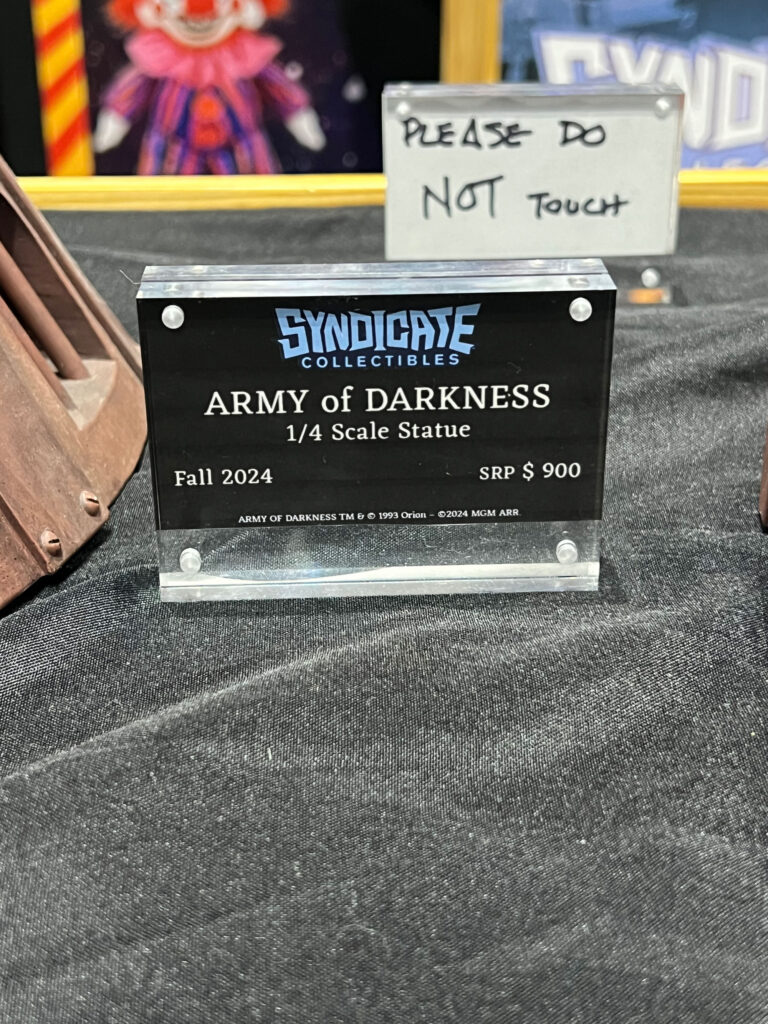 PLEASE DO
NOT TOUCH
SYNDICATE
COLLECTIBLES
ARMY of DARKNESS
1/4 Scale Statue
Fall 2024
SRP $ 900
ARMY OF DARKNESS TM & © 1993 Orion – ©2024 MGM ARR.